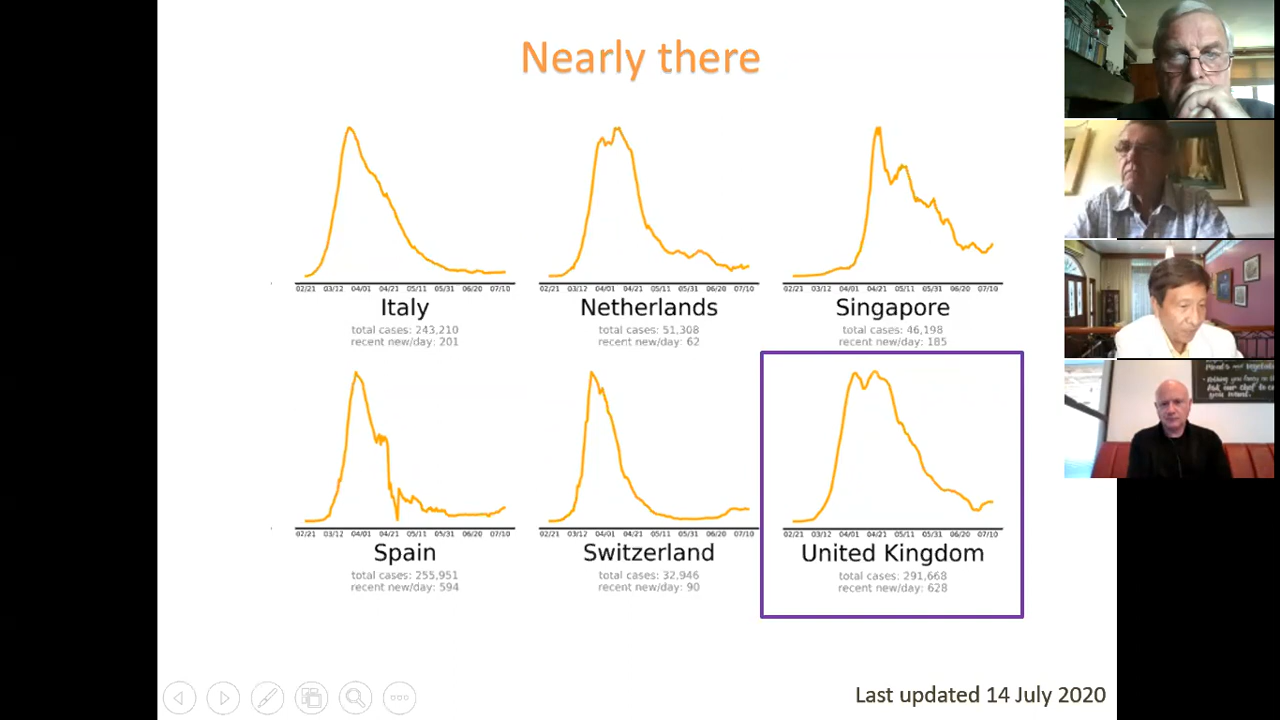 Nearly there
02/21 03/12 04/01 04/21 05/11 05/31 06/20 07/10
Italy
total cases: 243,210
recent new/day: 201
02/21 03/12 04/01 04/21 05/11 05/31 06/20 07/10
Netherlands
total cases: 51,308
recent new/day: 62
02/21 03/12 04/01 04/21 05/11 05/31 06/20 07/10
Singapore
total cases: 46,198
recent new/day: 185
02/21 03/12 04/01 04/21 05/11 05/31 06/20 07/10
Spain
total cases: 255,951
recent new/day: 594
02/21 03/12 04/01 04/21 05/11 05/31 06/20 07/10
Switzerland
total cases: 32,946
recent new/day: 90
02/21 03/12 04/01 04/21 05/11 05/31 06/20 07/10
United Kingdom
total cases: 291,668
recent new/day: 628
Last updated 14 July 2020
Ask our chef to
you want.